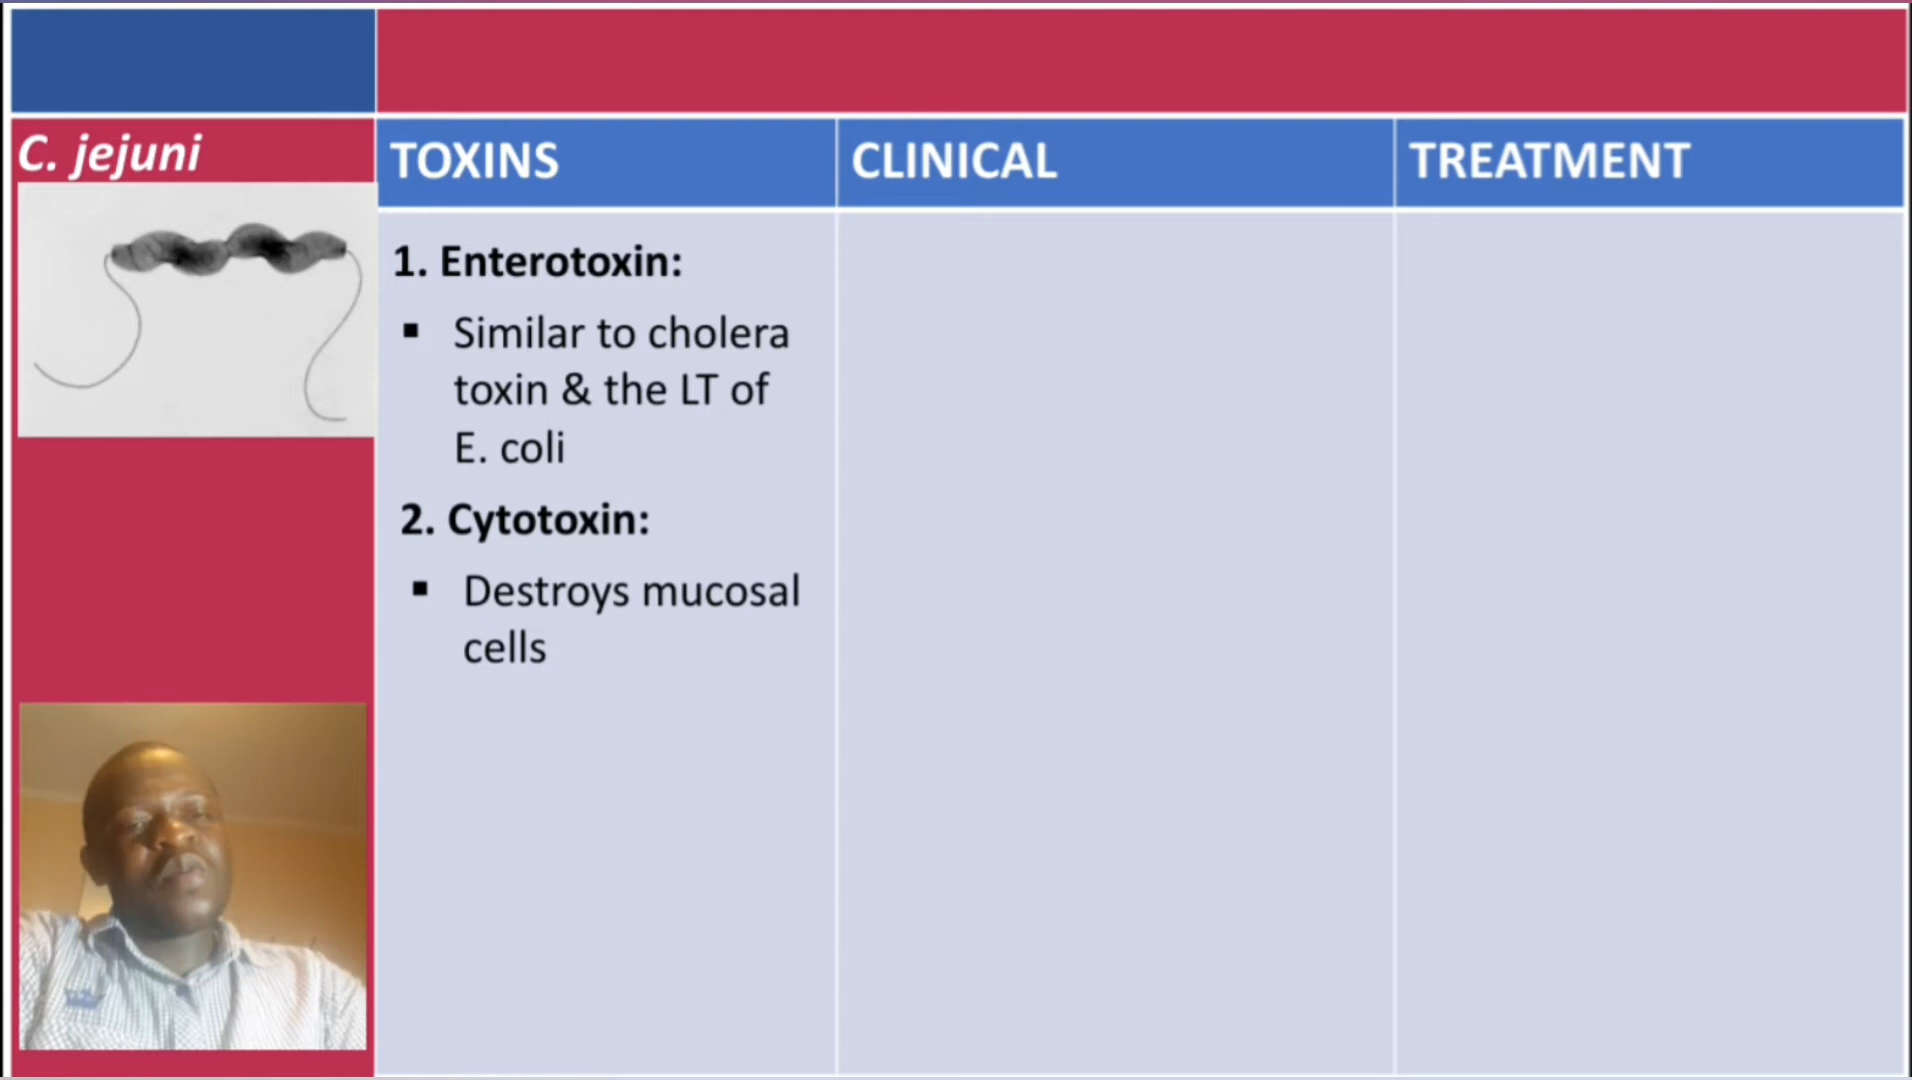 C. jejuni
TOXINS
CLINICAL
TREATMENT
1. Enterotoxin:
▪ Similar to cholera
toxin & the LT of
E. coli
2. Cytotoxin:
▪ Destroys mucosal
cells